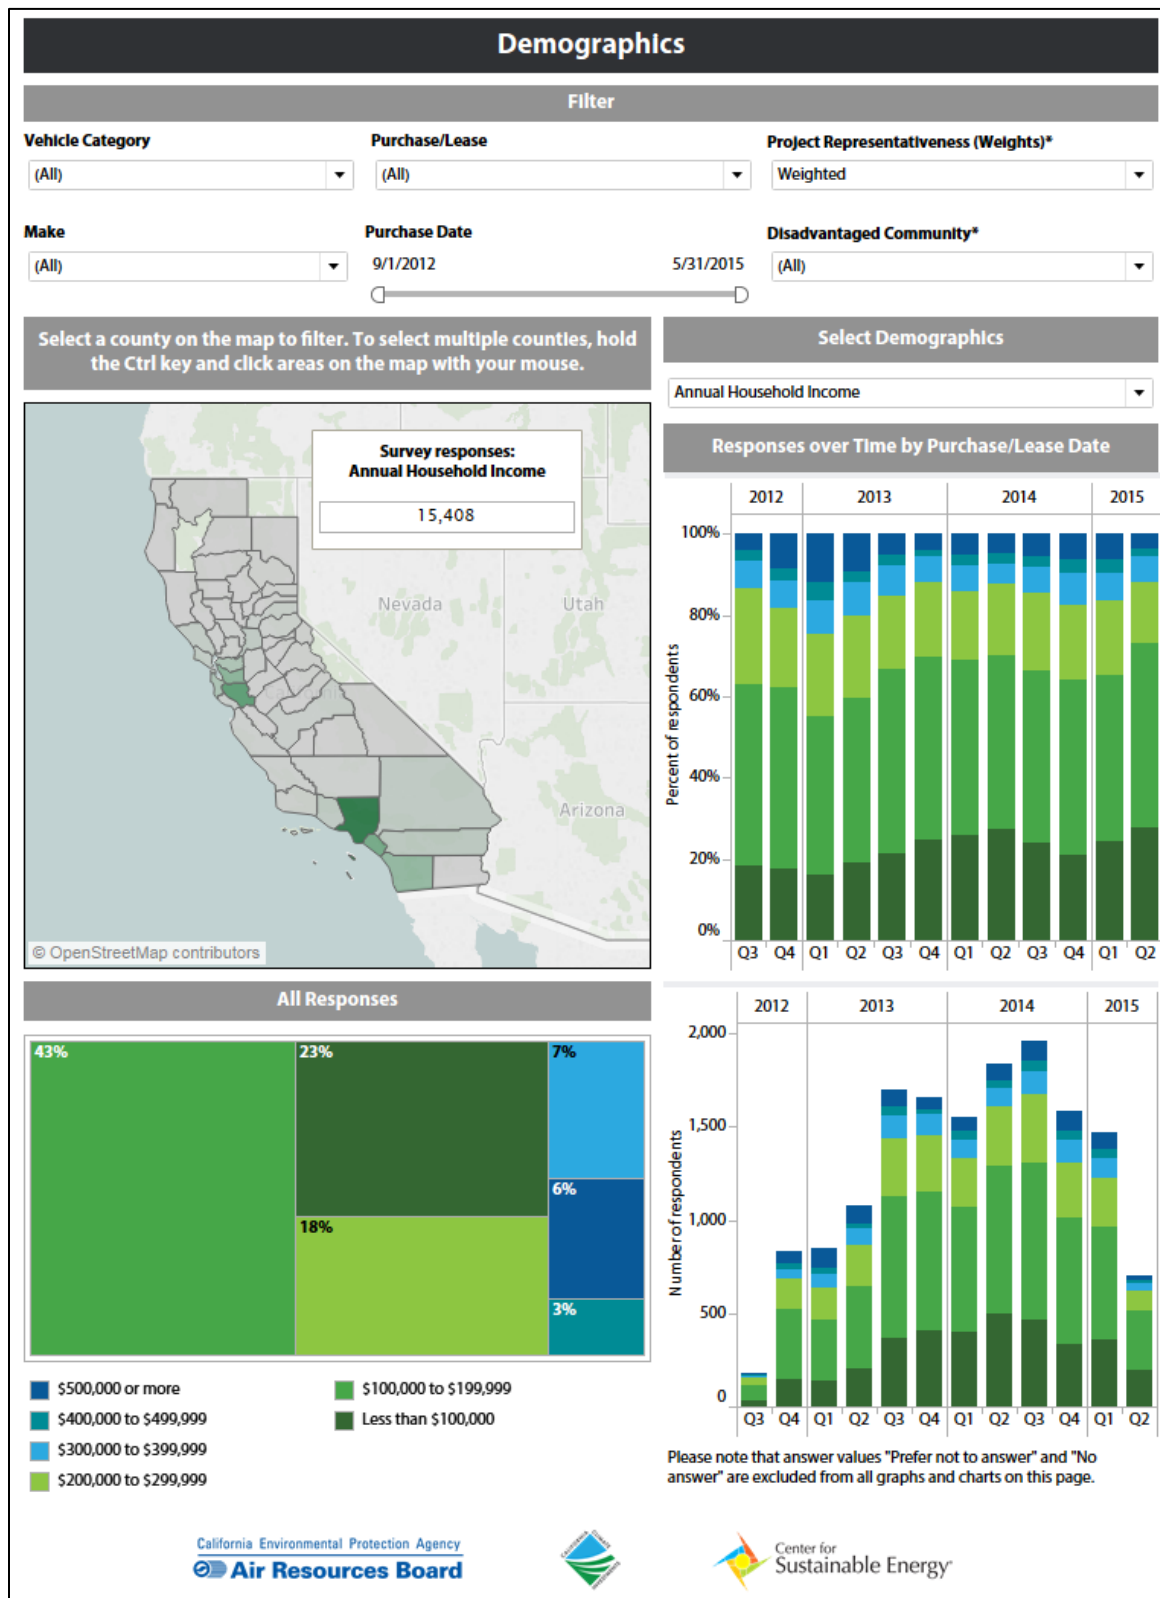 Demographics
Filter
Vehicle Category
Purchase/Lease
Project Representativeness (Weights)*
(All)
(All)
Weighted
Make
Purchase Date
Disadvantaged Community*
(All)
9/1/2012
5/31/2015
(All)
Select a county on the map to filter. To select multiple counties, hold
the Ctrl key and click areas on the map with your mouse.
Select Demographics
Annual Household Income
Survey responses:
Annual Household Income
15,408
Nevada
Utah
California
Arizona
© OpenStreetMap contributors
Responses over Time by Purchase/Lease Date
2012 2013 2014 2015
Percent of respondents
100%
80%
60%
40%
20%
0%
Q3 Q4 Q1 Q2 Q3 Q4 Q1 Q2 Q3 Q4 Q1 Q2
All Responses
43%
23%
7%
6%
18%
3%
$500,000 or more
$400,000 to $499,999
$300,000 to $399,999
$200,000 to $299,999
$100,000 to $199,999
Less than $100,000
2012 2013 2014 2015
Number of respondents
2,000
1,500
1,000
500
0
Q3 Q4 Q1 Q2 Q3 Q4 Q1 Q2 Q3 Q4 Q1 Q2
Please note that answer values "Prefer not to answer" and "No
answer" are excluded from all graphs and charts on this page.
California Environmental Protection Agency
Air Resources Board
CALIFORNIA CLIMATE INVESTMENTS
Center for
Sustainable Energy